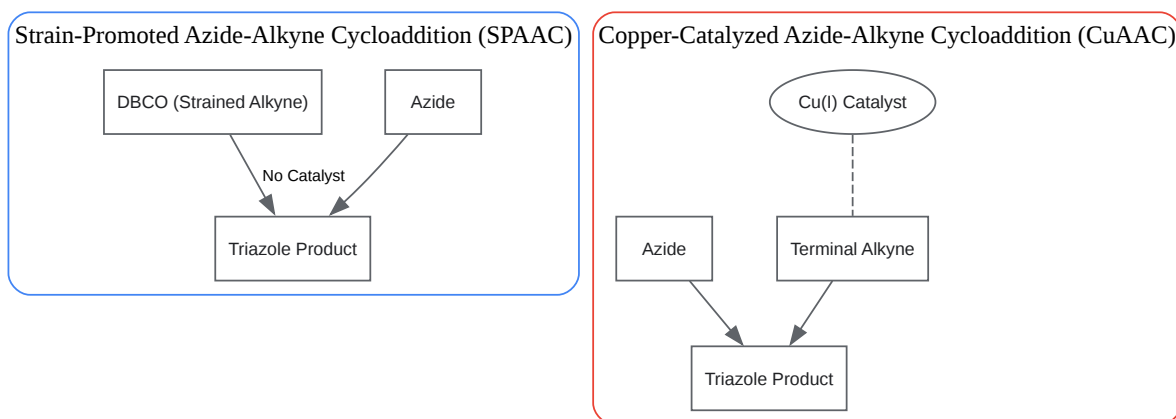 Strain-Promoted Azide-Alkyne Cycloaddition (SPAAC)
DBCO (Strained Alkyne)
Azide
No Catalyst
Triazole Product
Copper-Catalyzed Azide-Alkyne Cycloaddition (CuAAC)
Cu(I) Catalyst
Azide
Terminal Alkyne
Triazole Product